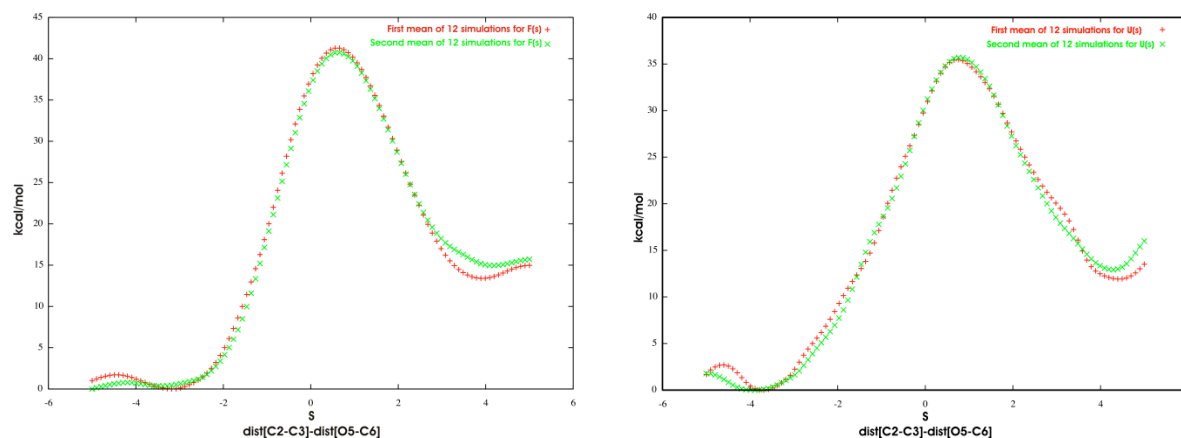 First mean of 12 simulations for F(s) +
Second mean of 12 simulations for F(s) ×
45
40
35
30
25
20
15
10
5
0
kcal/mol
-6 -4 -2 0 2 4 6
S
dist[C2-C3]-dist[O5-C6]
First mean of 12 simulations for U(s) +
Second mean of 12 simulations for U(s) ×
40
35
30
25
20
15
10
5
0
kcal/mol
-6 -4 -2 0 2 4
S
dist[C2-C3]-dist[O5-C6]